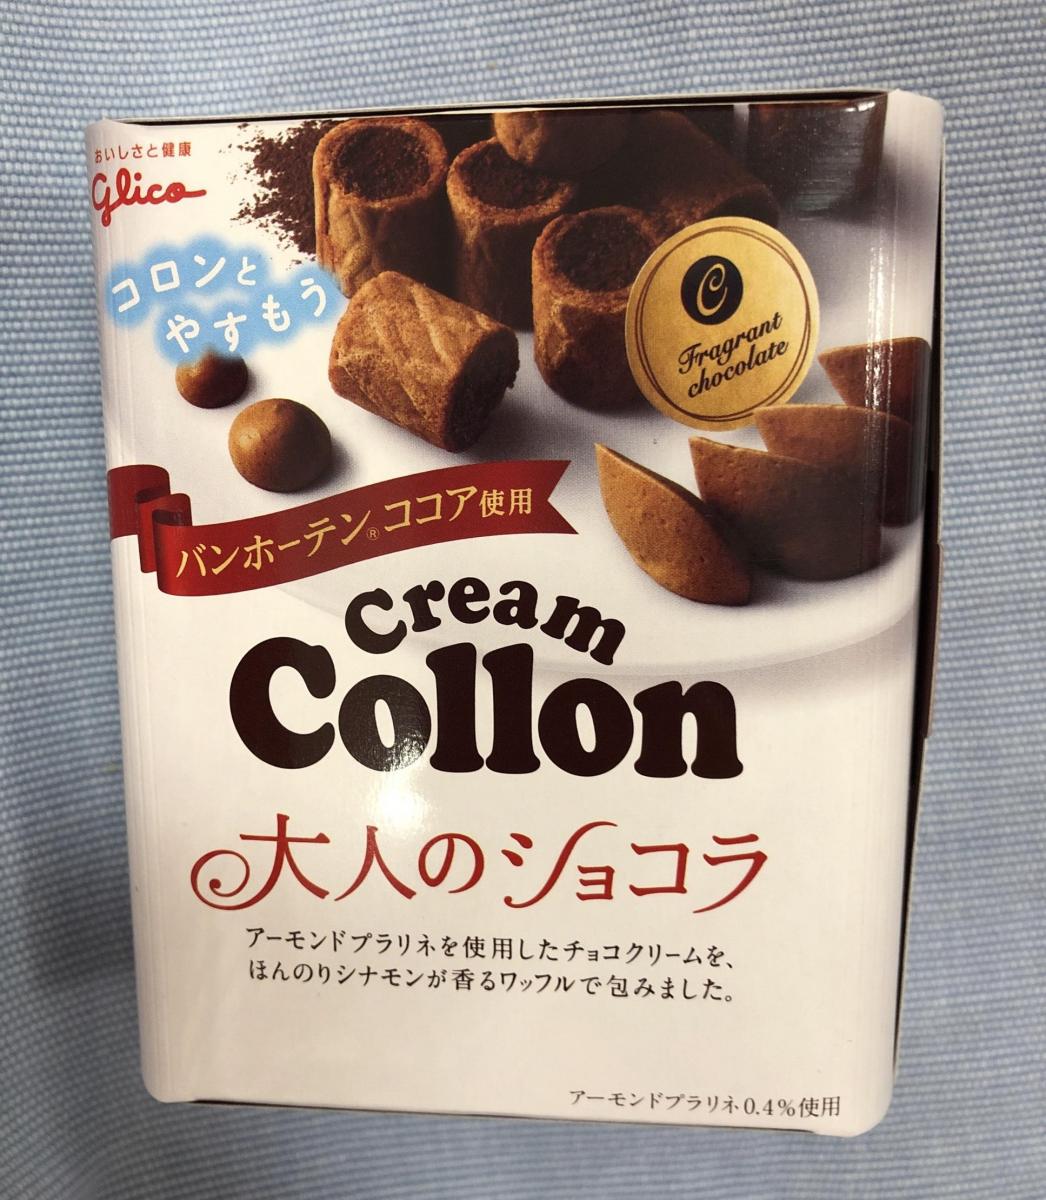 おいしさと健康
glico
コロンと
やすもう
C
Fragrant
chocolate
バンホーテン® ココア使用
Cream
Collon
大人のショコラ
アーモンドプラリネを使用したチョコクリームを、
ほんのりシナモンが香るワッフルで包みました。
アーモンドプラリネ0.4%使用